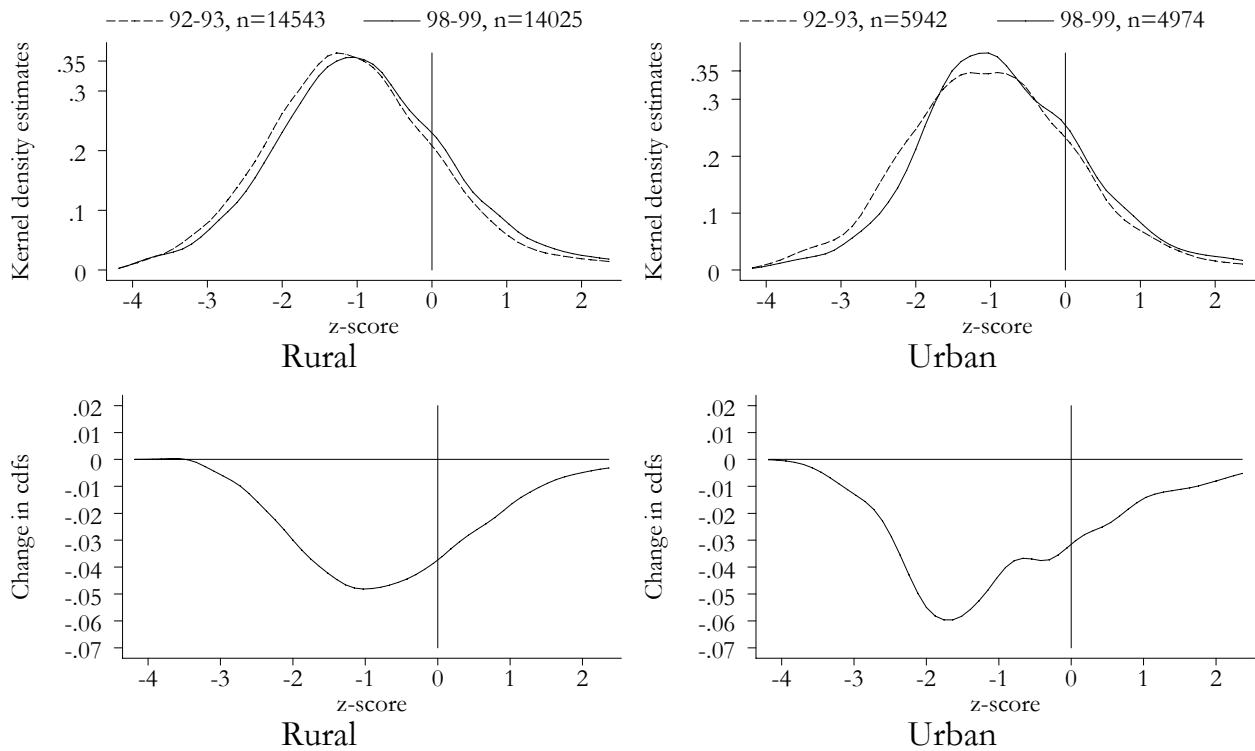 92-93, n=14543 98-99, n=14025
Kernel density estimates
.35
.3
.2
.1
0
-4 -3 -2 -1 0 1 2
z-score
Rural
92-93, n=5942 98-99, n=4974
Kernel density estimates
.35
.3
.2
.1
0
-4 -3 -2 -1 0 1 2
z-score
Urban
Change in cdfs
.02
.01
0
-.01
-.02
-.03
-.04
-.05
-.06
-.07
-4 -3 -2 -1 0 1 2
z-score
Rural
Change in cdfs
.02
.01
0
-.01
-.02
-.03
-.04
-.05
-.06
-.07
-4 -3 -2 -1 0 1 2
z-score
Urban